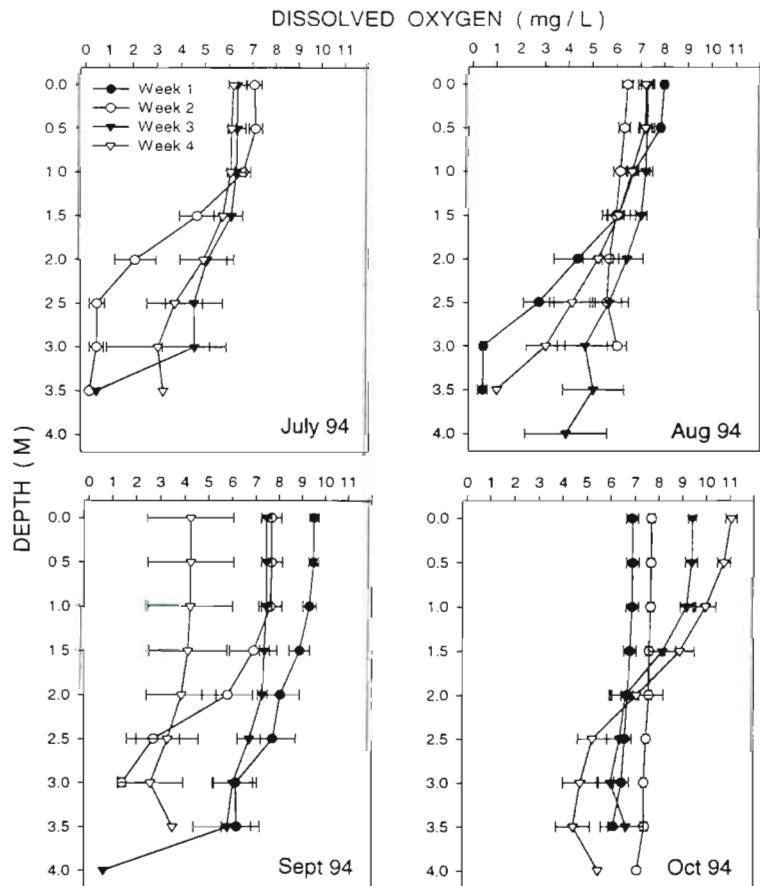 DISSOLVED OXYGEN ( mg / L )
0 1 2 3 4 5 6 7 8 9 10 11
0 1 2 3 4 5 6 7 8 9 10 11
0.0
0.5
1.0
1.5
2.0
2 5
3.0
3.5
4.0
Week 1
Week 2
Week 3
Week 4
July 94
0.0
0.5
1.0
1.5
2.0
2.5
3.0
3.5
4.0
Aug 94
DEPTH ( M )
0 1 2 3 4 5 6 7 8 9 10 11
0 1 2 3 4 5 6 7 8 9 10 11
0.0
0 5
1.0
1.5
2.0
2.5
3.0
3.5
4.0
Sept 94
0.0
0.5
1.0
1.5
2.0
2.5
3.0
3.5
4.0
Oct 94